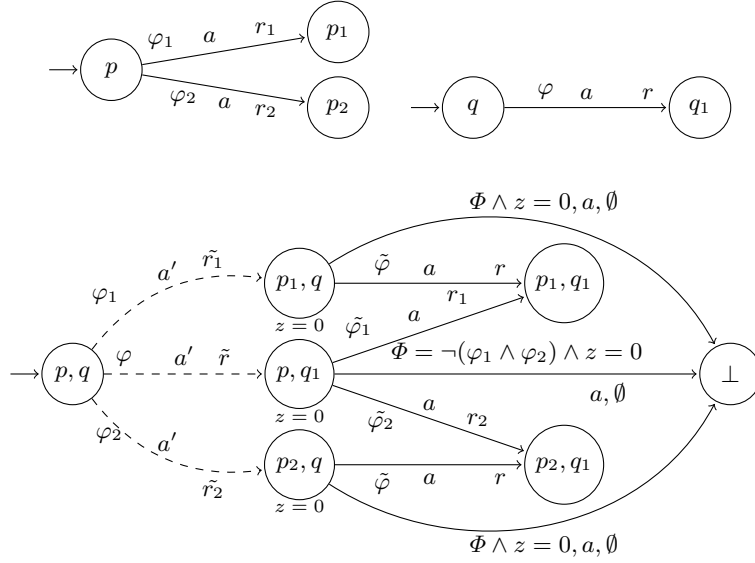 φ₁ a r₁ p₁
p
φ₂ a r₂ p₂
q φ a r q₁
Φ ∧ z = 0, a, ∅
φ₁ a′ r̃₁ p₁, q φ̃ a r p₁, q₁
z = 0
φ̃₁ a r₁
p, q φ a′ r̃ p, q₁ Φ = ¬(φ₁ ∧ φ₂) ∧ z = 0 ⊥
z = 0
a, ∅
φ₂ a′ r̃₂ φ̃₂ a r₂
p₂, q φ̃ a r p₂, q₁
z = 0
Φ ∧ z = 0, a, ∅